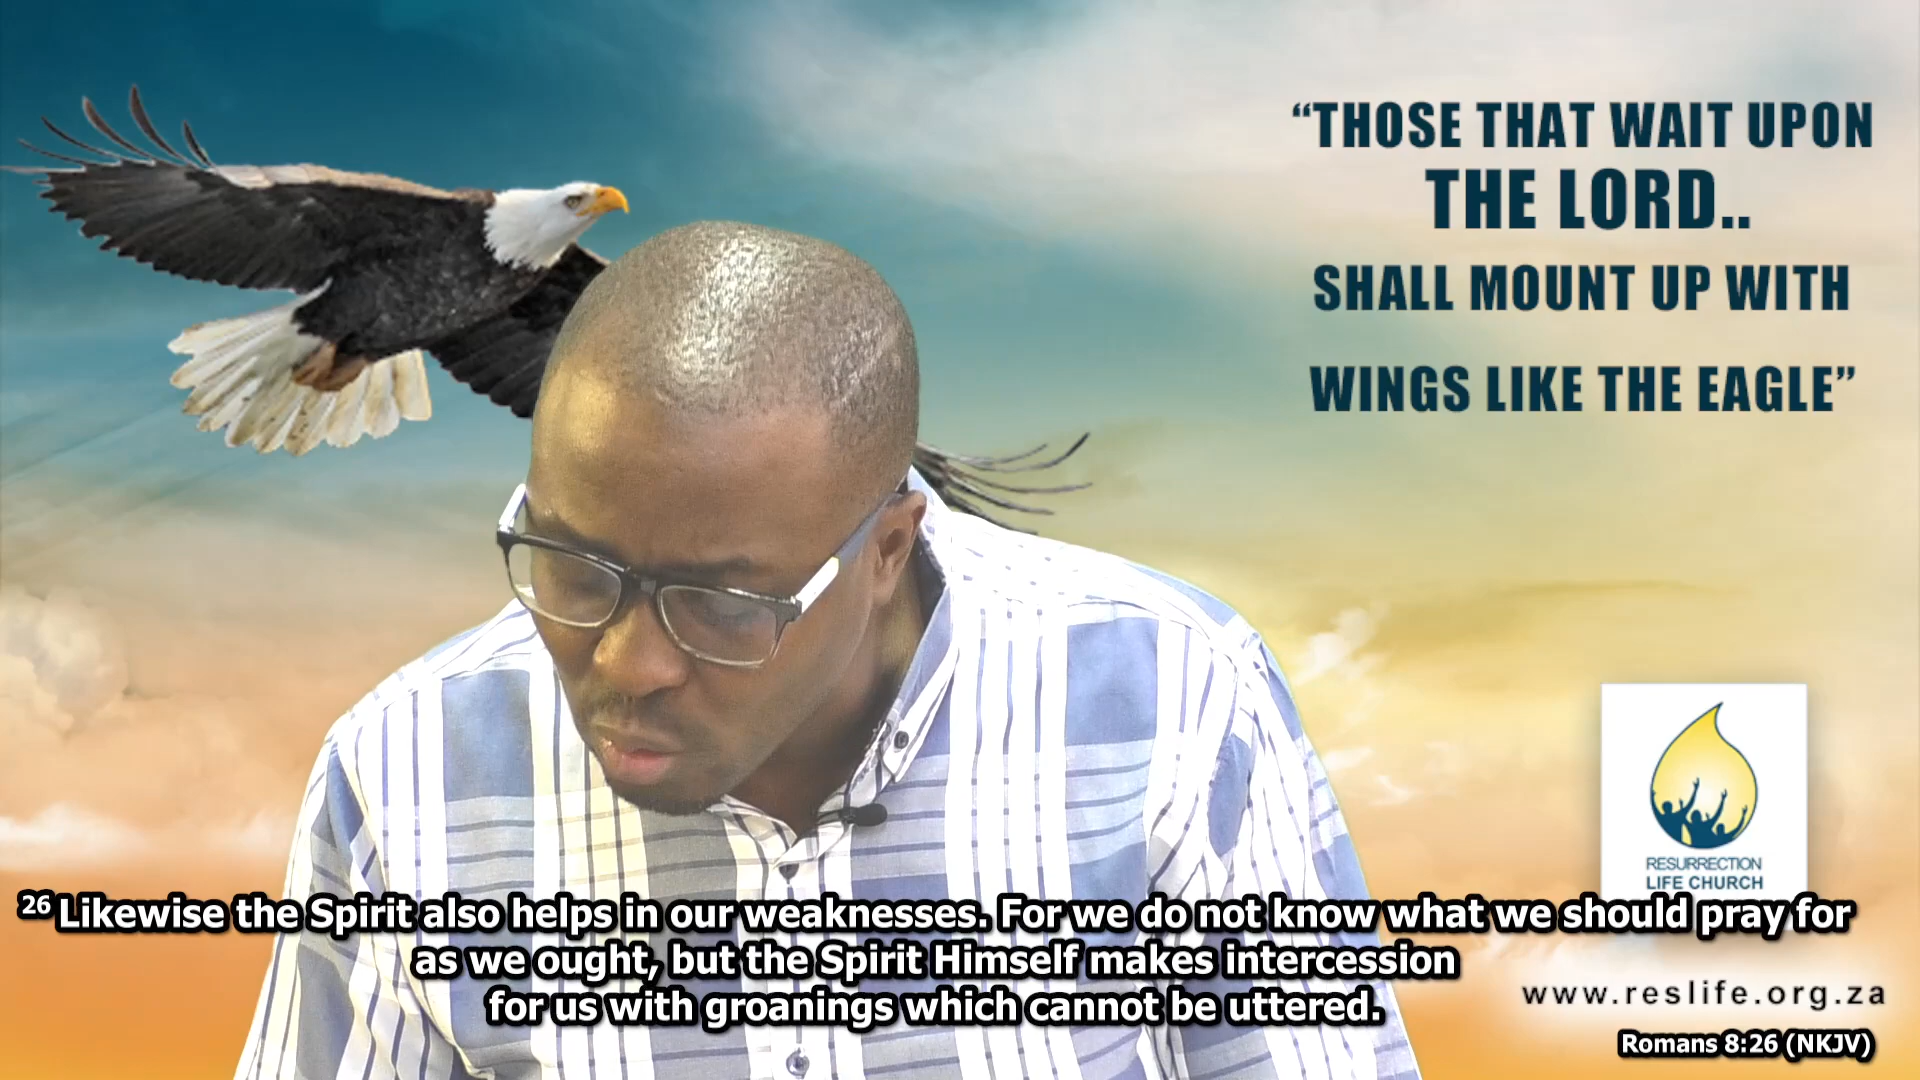 “THOSE THAT WAIT UPON
THE LORD..
SHALL MOUNT UP WITH
WINGS LIKE THE EAGLE”
RESURRECTION
LIFE CHURCH
26 Likewise the Spirit also helps in our weaknesses. For we do not know what we should pray for
as we ought, but the Spirit Himself makes intercession
for us with groanings which cannot be uttered.
www.reslife.org.za
Romans 8:26 (NKJV)